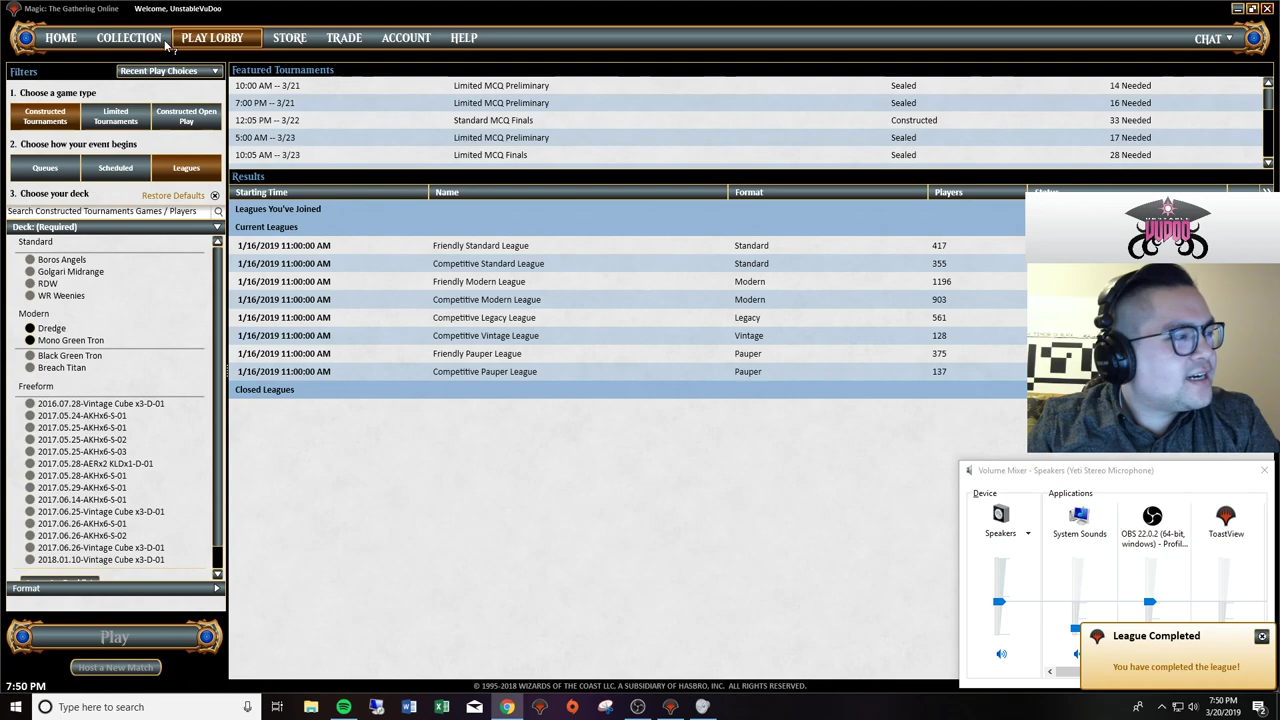 Magic: The Gathering Online Welcome, UnstableVuDoo
HOME COLLECTION PLAY LOBBY STORE TRADE ACCOUNT HELP CHAT
Filters Recent Play Choices
1. Choose a game type
Constructed Tournaments
Limited Tournaments
Constructed Open Play
2. Choose how your event begins
Queues Scheduled Leagues
3. Choose your deck Restore Defaults
Search Constructed Tournaments Games / Players
Deck: (Required)
Standard
Boros Angels
Golgari Midrange
RDW
WR Weenies
Modern
Dredge
Mono Green Tron
Black Green Tron
Breach Titan
Freeform
2016.07.28-Vintage Cube x3-D-01
2017.05.24-AKHx6-S-01
2017.05.25-AKHx6-S-01
2017.05.25-AKHx6-S-02
2017.05.25-AKHx6-S-03
2017.05.28-AERx2 KLDx1-D-01
2017.05.28-AKHx6-S-01
2017.05.29-AKHx6-S-01
2017.06.14-AKHx6-S-01
2017.06.25-Vintage Cube x3-D-01
2017.06.26-AKHx6-S-01
2017.06.26-AKHx6-S-02
2017.06.26-Vintage Cube x3-D-01
2018.01.10-Vintage Cube x3-D-01
Format
Play
Host a New Match
7:50 PM
Featured Tournaments
10:00 AM -- 3/21 Limited MCQ Preliminary Sealed 14 Needed
7:00 PM -- 3/21 Limited MCQ Preliminary Sealed 16 Needed
12:05 PM -- 3/22 Standard MCQ Finals Constructed 33 Needed
5:00 AM -- 3/23 Limited MCQ Preliminary Sealed 17 Needed
10:05 AM -- 3/23 Limited MCQ Finals Sealed 28 Needed
Results
Starting Time Name Format Players
Leagues You've Joined
Current Leagues
1/16/2019 11:00:00 AM Friendly Standard League Standard 417
1/16/2019 11:00:00 AM Competitive Standard League Standard 355
1/16/2019 11:00:00 AM Friendly Modern League Modern 1196
1/16/2019 11:00:00 AM Competitive Modern League Modern 903
1/16/2019 11:00:00 AM Competitive Legacy League Legacy 561
1/16/2019 11:00:00 AM Competitive Vintage League Vintage 128
1/16/2019 11:00:00 AM Friendly Pauper League Pauper 375
1/16/2019 11:00:00 AM Competitive Pauper League Pauper 137
Closed Leagues
UNSTABLE
VUDOO
Volume Mixer - Speakers (Yeti Stereo Microphone)
Device Applications
Speakers System Sounds OBS 22.0.2 (64-bit, windows) - Profil... ToastView
League Completed
You have completed the league!
© 1995-2018 WIZARDS OF THE COAST LLC, A SUBSIDIARY OF HASBRO, INC. ALL RIGHTS RESERVED.
Type here to search
7:50 PM
3/20/2019
2